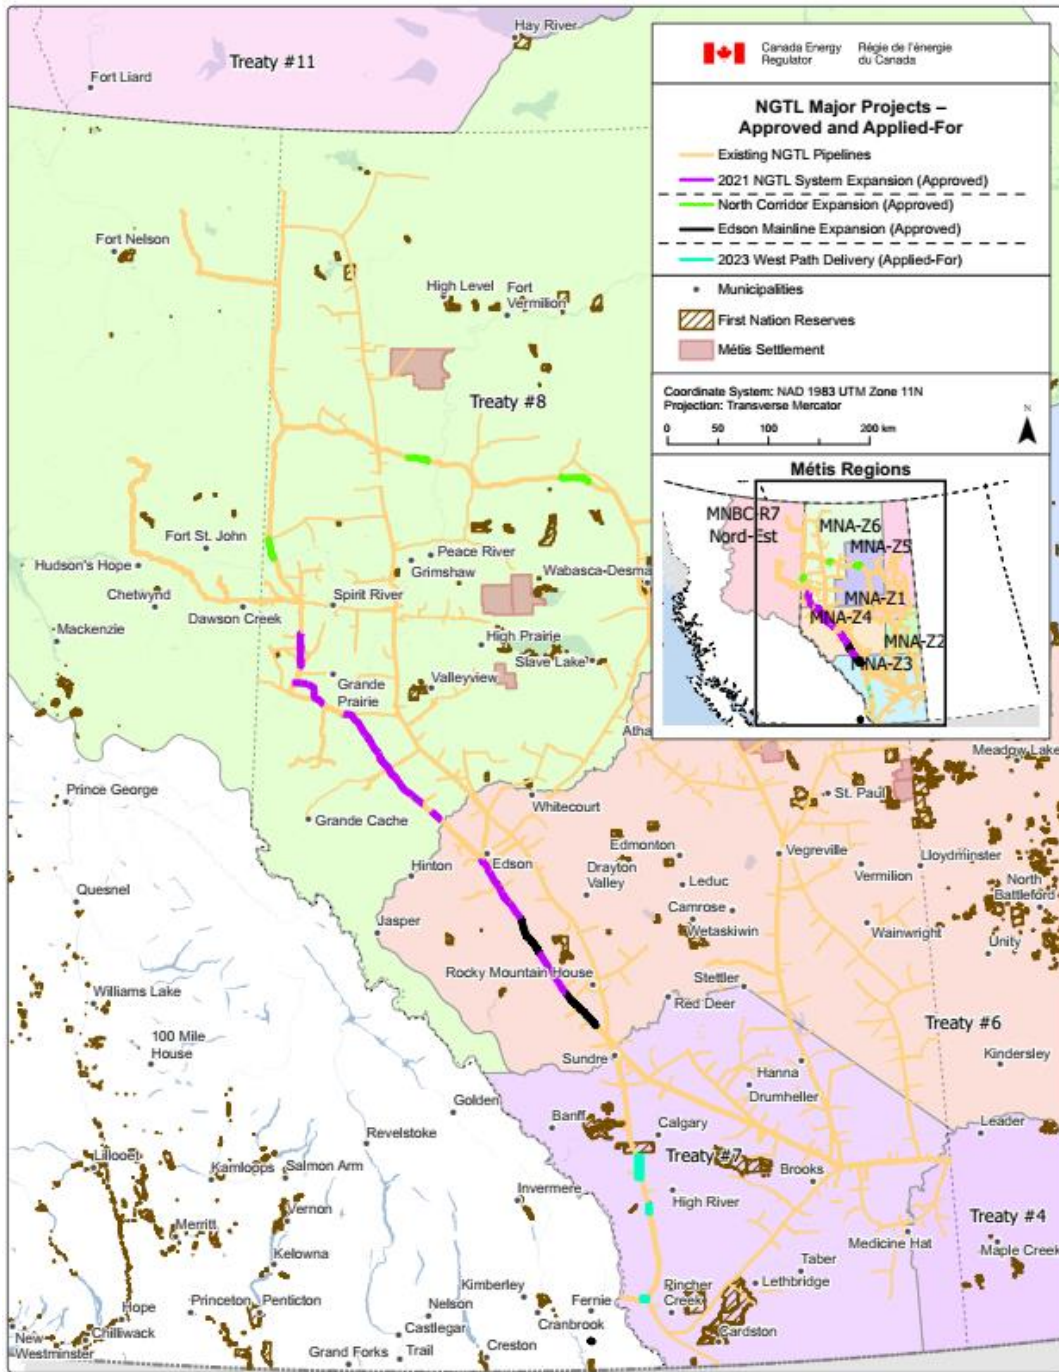 Hay River
Treaty #11
Fort Liard
Canada Energy
Regulator
Régie de l'énergie
du Canada
NGTL Major Projects –
Approved and Applied-For
Existing NGTL Pipelines
2021 NGTL System Expansion (Approved)
North Corridor Expansion (Approved)
Edson Mainline Expansion (Approved)
2023 West Path Delivery (Applied-For)
Municipalities
First Nation Reserves
Métis Settlement
Coordinate System: NAD 1983 UTM Zone 11N
Projection: Transverse Mercator
N
0 50 100 200 km
Métis Regions
MNBC-R7
Nord-Est
MNA-Z6
MNA-Z5
MNA-Z1
MNA-Z4
MNA-Z2
MNA-Z3
Fort Nelson
High Level
Fort
Vermilion
Treaty #8
Fort St. John
Peace River
Hudson's Hope
Grimshaw
Wabasca-Desma
Chetwynd
Spirit River
Dawson Creek
Mackenzie
High Prairie
Slave Lake
Grande
Prairie
Valleyview
Atha
Meadow Lake
Prince George
Whitecourt
St. Paul
Grande Cache
Edmonton
Vegreville
Hinton
Edson
Drayton
Valley
Lloydminster
Leduc
Vermilion
North
Battleford
Quesnel
Camrose
Jasper
Wetaskiwin
Wainwright
Unity
Rocky Mountain House
Stettler
Williams Lake
Red Deer
Treaty #6
100 Mile
House
Sundre
Kindersley
Hanna
Drumheller
Golden
Banff
Calgary
Leader
Revelstoke
Lillooet
Kamloops
Salmon Arm
Treaty #7
Brooks
Invermere
High River
Vernon
Treaty #4
Merritt
Medicine Hat
Maple Creek
Kelowna
Taber
Kimberley
Rincher
Creek
Lethbridge
Hope
Princeton
Penticton
Nelson
Fernie
Cranbrook
New
Westminster
Chilliwack
Castlegar
Cardston
Grand Forks
Trail
Creston